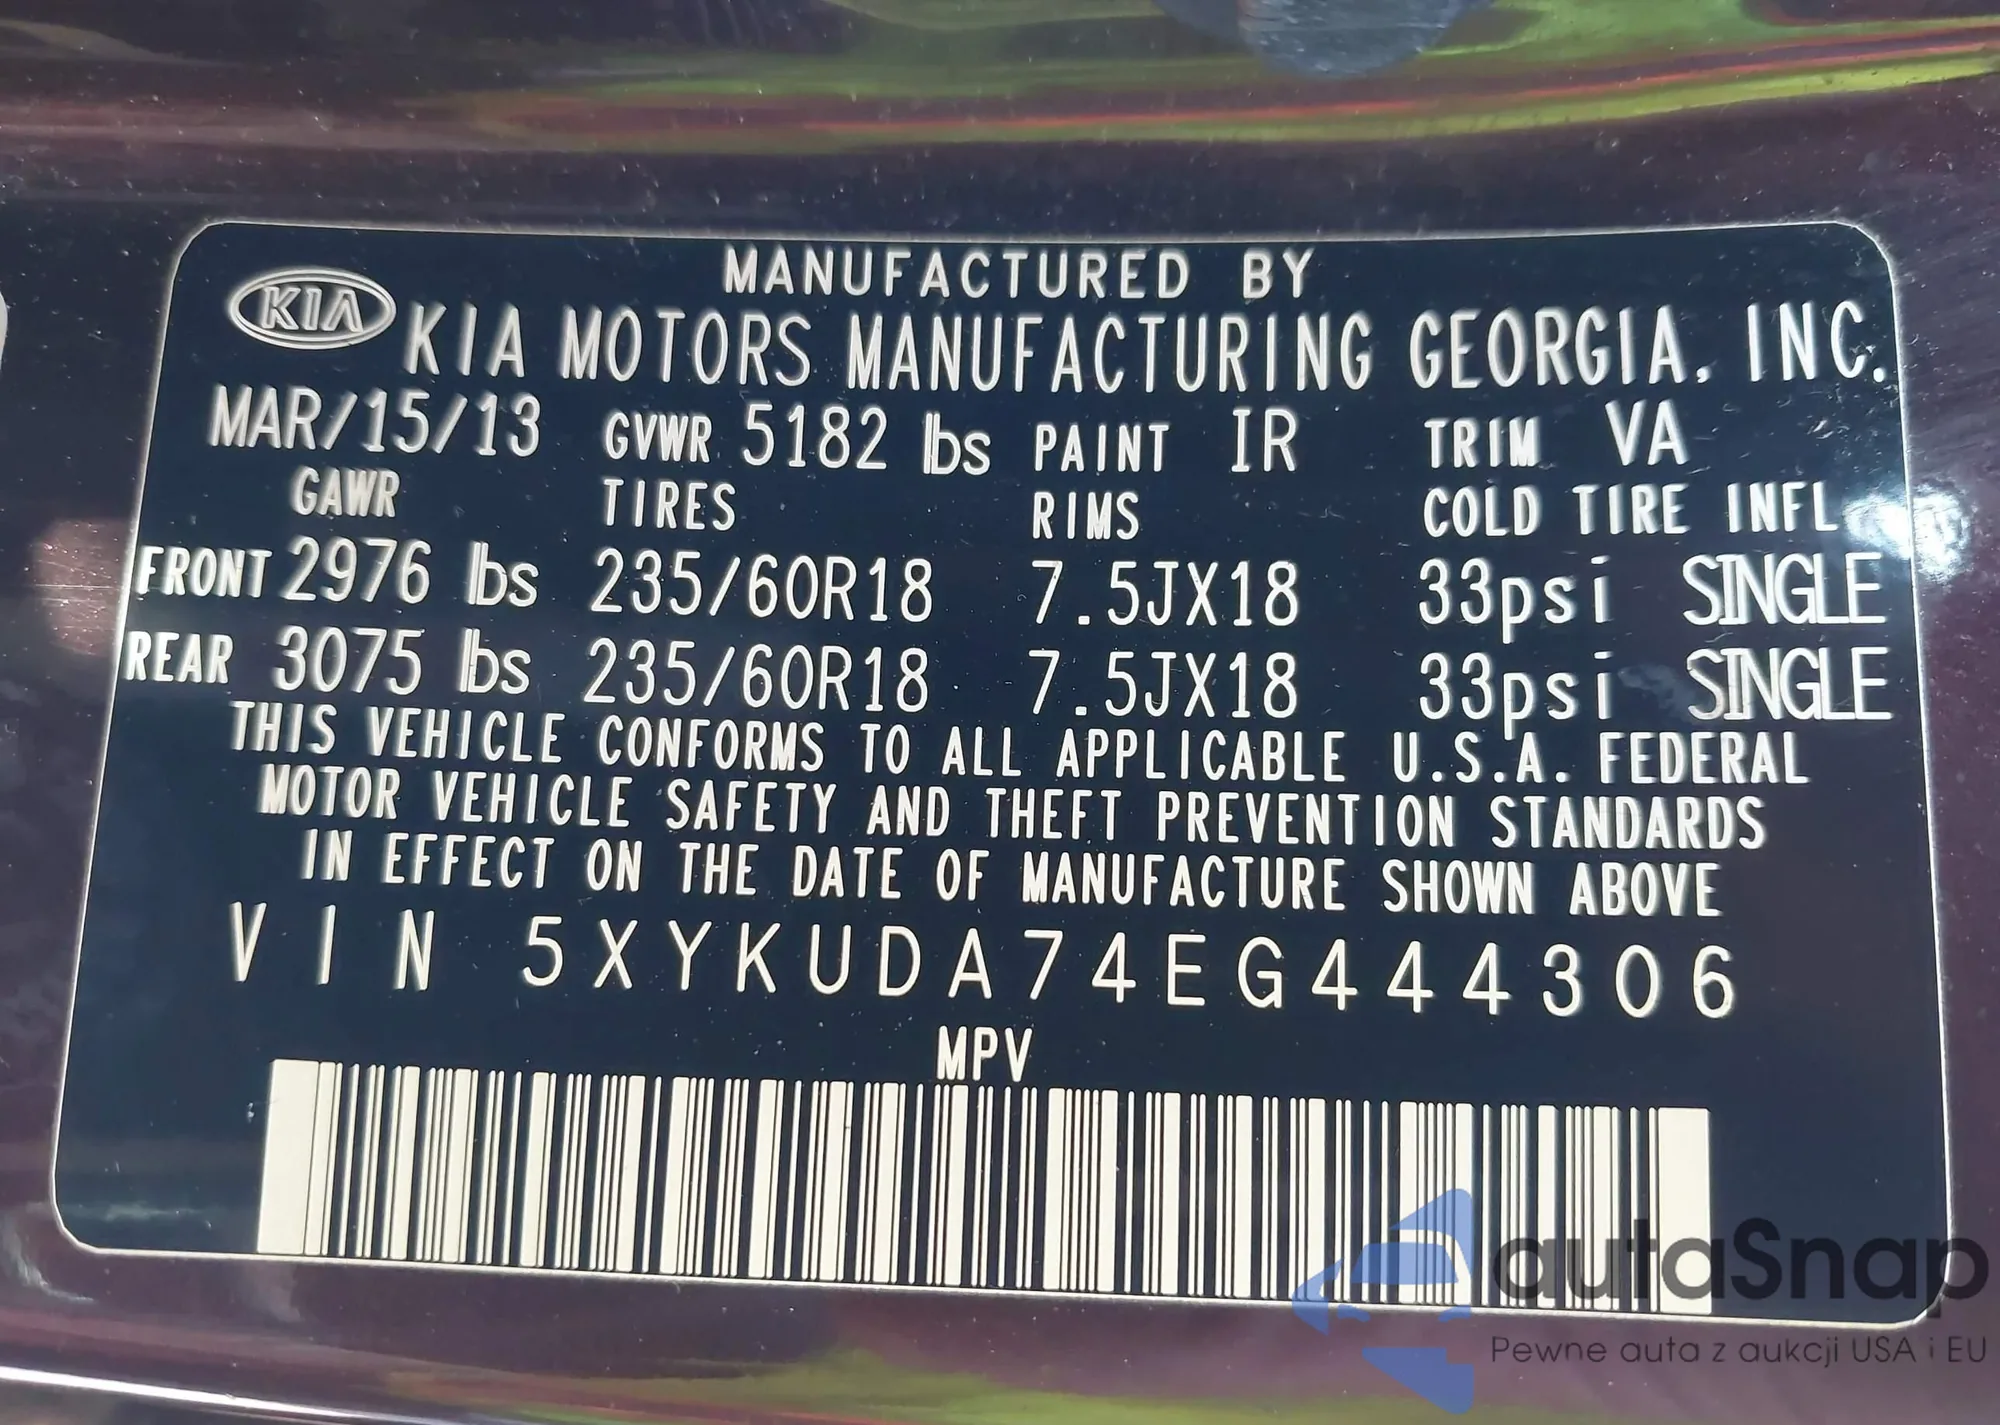 MANUFACTURED BY
KIA KIA MOTORS MANUFACTURING GEORGIA, INC.
MAR/15/13 GVWR 5182 lbs PAINT IR TRIM VA
GAWR TIRES RIMS COLD TIRE INFL
FRONT 2976 lbs 235/60R18 7.5JX18 33psi SINGLE
REAR 3075 lbs 235/60R18 7.5JX18 33psi SINGLE
THIS VEHICLE CONFORMS TO ALL APPLICABLE U.S.A. FEDERAL
MOTOR VEHICLE SAFETY AND THEFT PREVENTION STANDARDS
IN EFFECT ON THE DATE OF MANUFACTURE SHOWN ABOVE
VIN 5XYKUDA74EG444306
MPV
autaSnap
Pewne auta z aukcji USA i EU